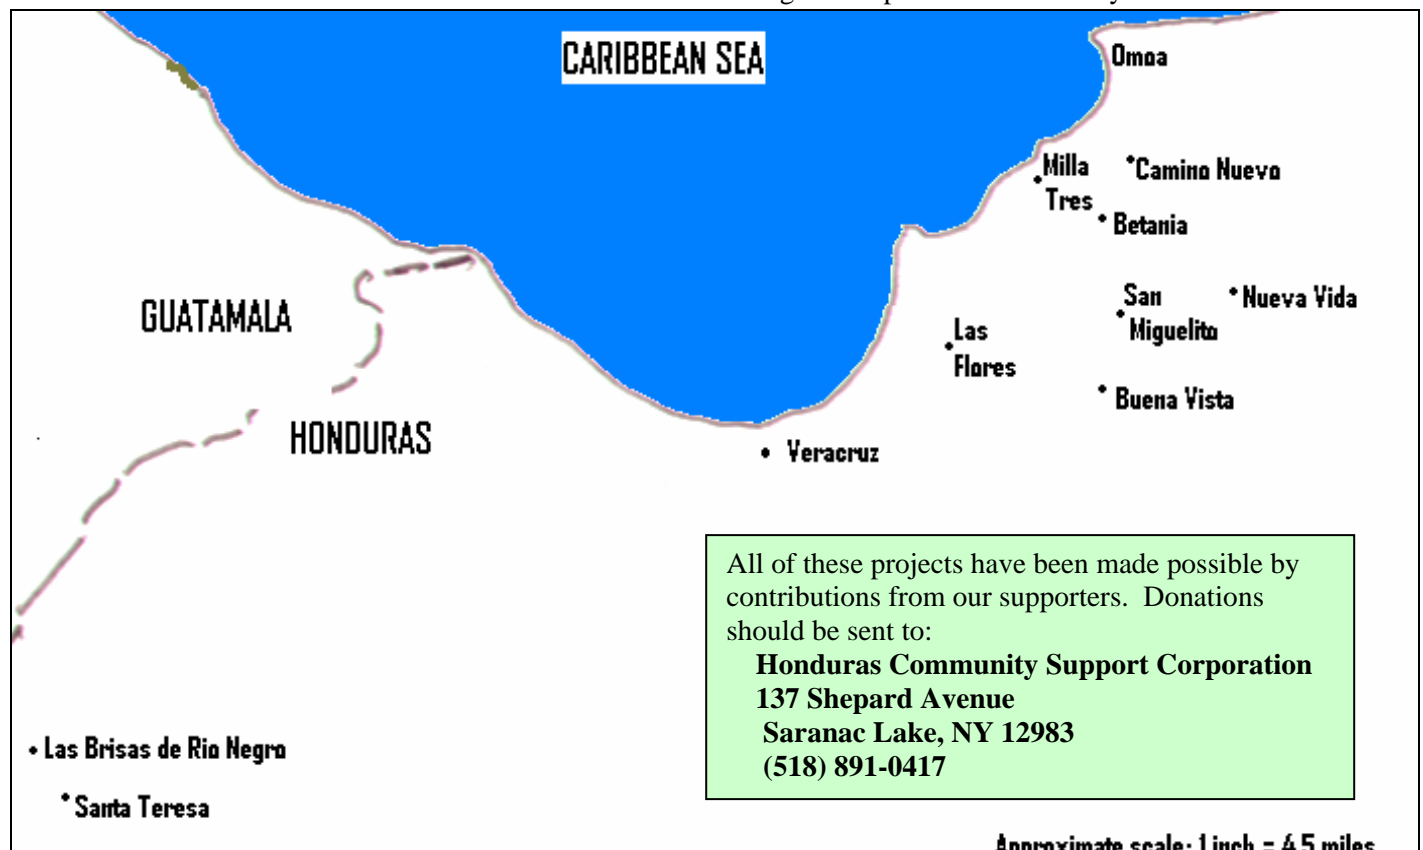 CARIBBEAN SEA
Omoa
Milla
Tres
Camino Nuevo
Betania
GUATAMALA
San
Miguelito
Nueva Vida
Las
Flores
Buena Vista
HONDURAS
Veracruz
All of these projects have been made possible by
contributions from our supporters. Donations
should be sent to:
Honduras Community Support Corporation
137 Shepard Avenue
Saranac Lake, NY 12983
(518) 891-0417
Las Brisas de Rio Negro
Santa Teresa
Approximate scale: 1 inch = 4.5 miles